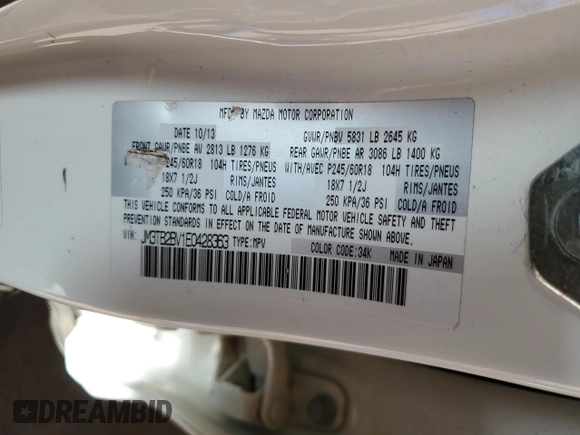 MFD BY MAZDA MOTOR CORPORATION
DATE 10/13 GVWR/PNBV 5831 LB 2645 KG
FRONT GAWR/PNBE AV 2813 LB 1276 KG REAR GAWR/PNBE AR 3086 LB 1400 KG
P245/60R18 104H TIRES/PNEUS WITH/AVEC P245/60R18 104H TIRES/PNEUS
18X7 1/2J RIMS/JANTES 18X7 1/2J RIMS/JANTES
250 KPA/36 PSI COLD/A FROID 250 KPA/36 PSI COLD/A FROID
THIS VEHICLE CONFORMS TO ALL APPLICABLE FEDERAL MOTOR VEHICLE SAFETY AND THEFT
PREVENTION STANDARDS IN EFFECT ON THE DATE OF MANUFACTURE SHOWN ABOVE.
VIN: JM3TB2BV1E0428363 TYPE:MPV COLOR CODE:34K MADE IN JAPAN
DREAMBID